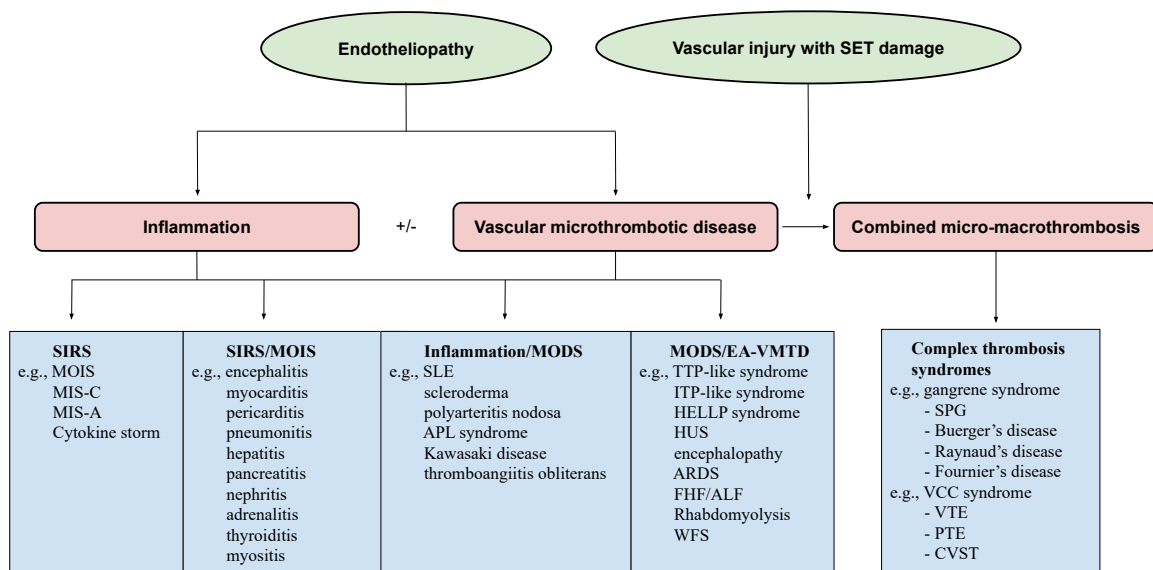 Endotheliopathy
Vascular injury with SET damage
Inflammation
+/-
Vascular microthrombotic disease
Combined micro-macrothrombosis
SIRS
e.g., MOIS
MIS-C
MIS-A
Cytokine storm
SIRS/MOIS
e.g., encephalitis
myocarditis
pericarditis
pneumonitis
hepatitis
pancreatitis
nephritis
adrenalitis
thyroiditis
myositis
Inflammation/MODS
e.g., SLE
scleroderma
polyarteritis nodosa
APL syndrome
Kawasaki disease
thromboangiitis obliterans
MODS/EA-VMTD
e.g., TTP-like syndrome
ITP-like syndrome
HELLP syndrome
HUS
encephalopathy
ARDS
FHF/ALF
Rhabdomyolysis
WFS
Complex thrombosis
syndromes
e.g., gangrene syndrome
- SPG
- Buerger’s disease
- Raynaud’s disease
- Fournier’s disease
e.g., VCC syndrome
- VTE
- PTE
- CVST